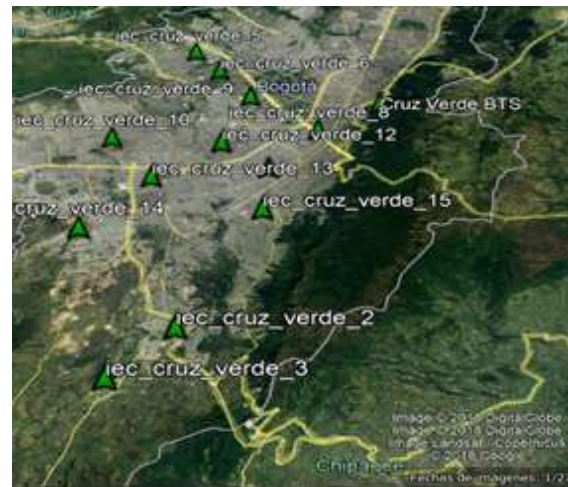 iec_cruz_verde_5
iec_cruz_verde_6
iec_cruz_verde_9
Bogotá
Cruz Verde BTS
iec_cruz_verde_8
iec_cruz_verde_10
iec_cruz_verde_12
iec_cruz_verde_13
cruz_verde_14
iec_cruz_verde_15
iec_cruz_verde_2
iec_cruz_verde_3
Image © 2018 DigitalGlobe
Image © 2018 DigitalGlobe
Image Landsat / Copernicus
© 2018 Google
Chipaque
Fechas de imágenes: 1/2